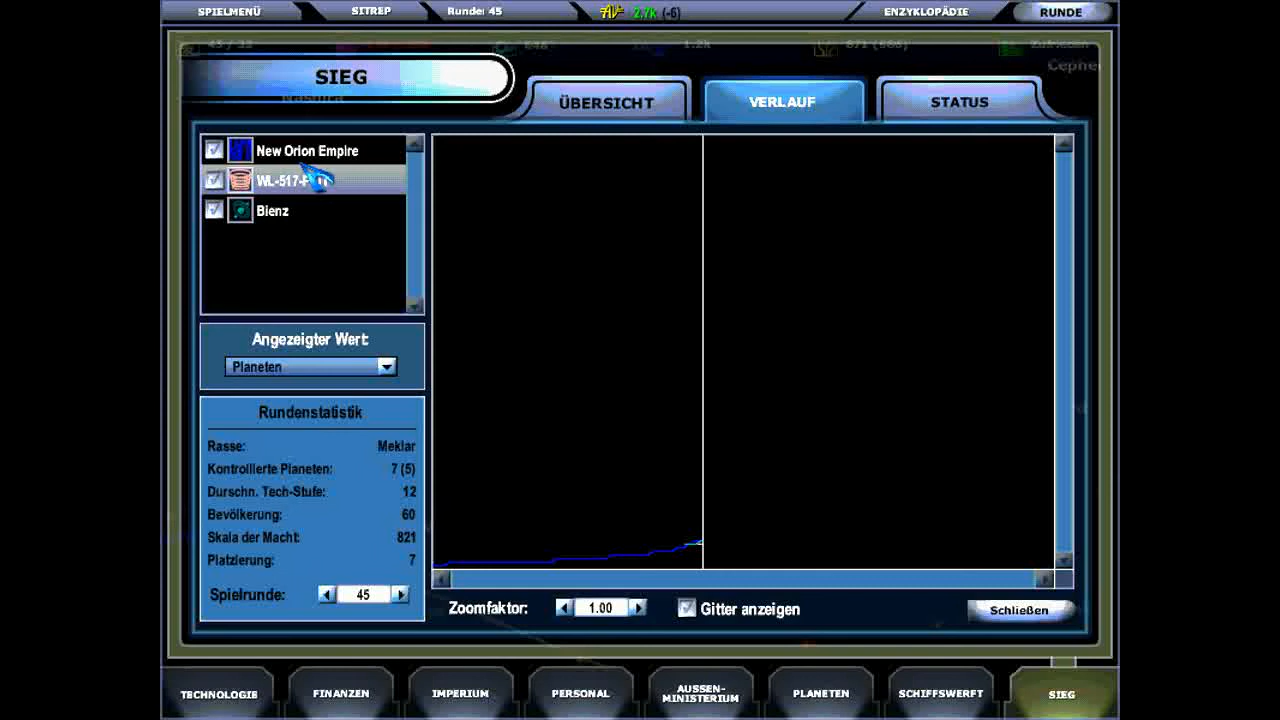 SPIELMENÜ SITREP Runde: 45 2.7k (-6) ENZYKLOPÄDIE RUNDE
SIEG
ÜBERSICHT VERLAUF STATUS
New Orion Empire
WL-517-
Bienz
Angezeigter Wert:
Planeten
Rundenstatistik
Rasse: Meklar
Kontrollierte Planeten: 7 (5)
Durschn. Tech-Stufe: 12
Bevölkerung: 60
Skala der Macht: 821
Platzierung: 7
Spielrunde: 45
Zoomfaktor: 1.00 Gitter anzeigen Schließen
TECHNOLOGIE FINANZEN IMPERIUM PERSONAL AUSSEN-
MINISTERIUM PLANETEN SCHIFFSWERFT SIEG